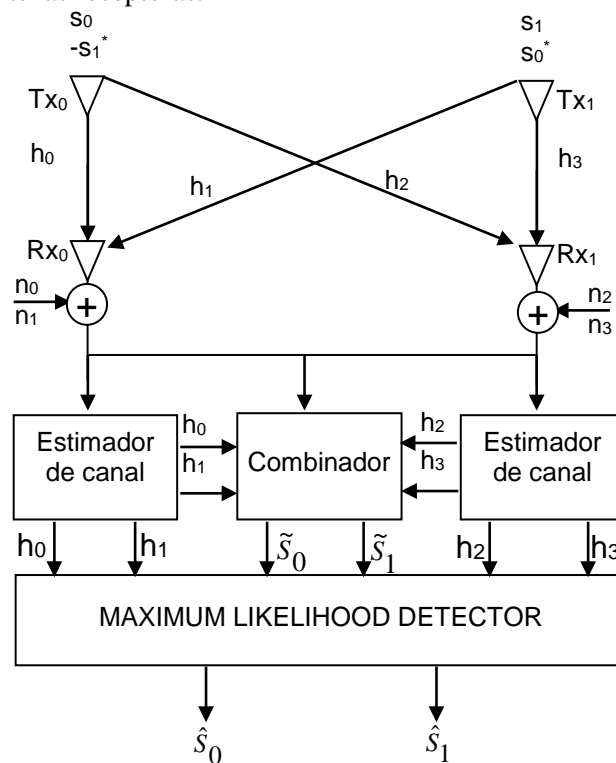 s0 s1
-s1* s0*
Tx0 Tx1
h0 h1 h2 h3
Rx0 Rx1
n0 n2
n1 n3
+ +
Estimador de canal
h0
h1
Combinador
h2
h3
Estimador de canal
h0 h1 s̃0 s̃1 h2 h3
MAXIMUM LIKELIHOOD DETECTOR
ŝ0 ŝ1